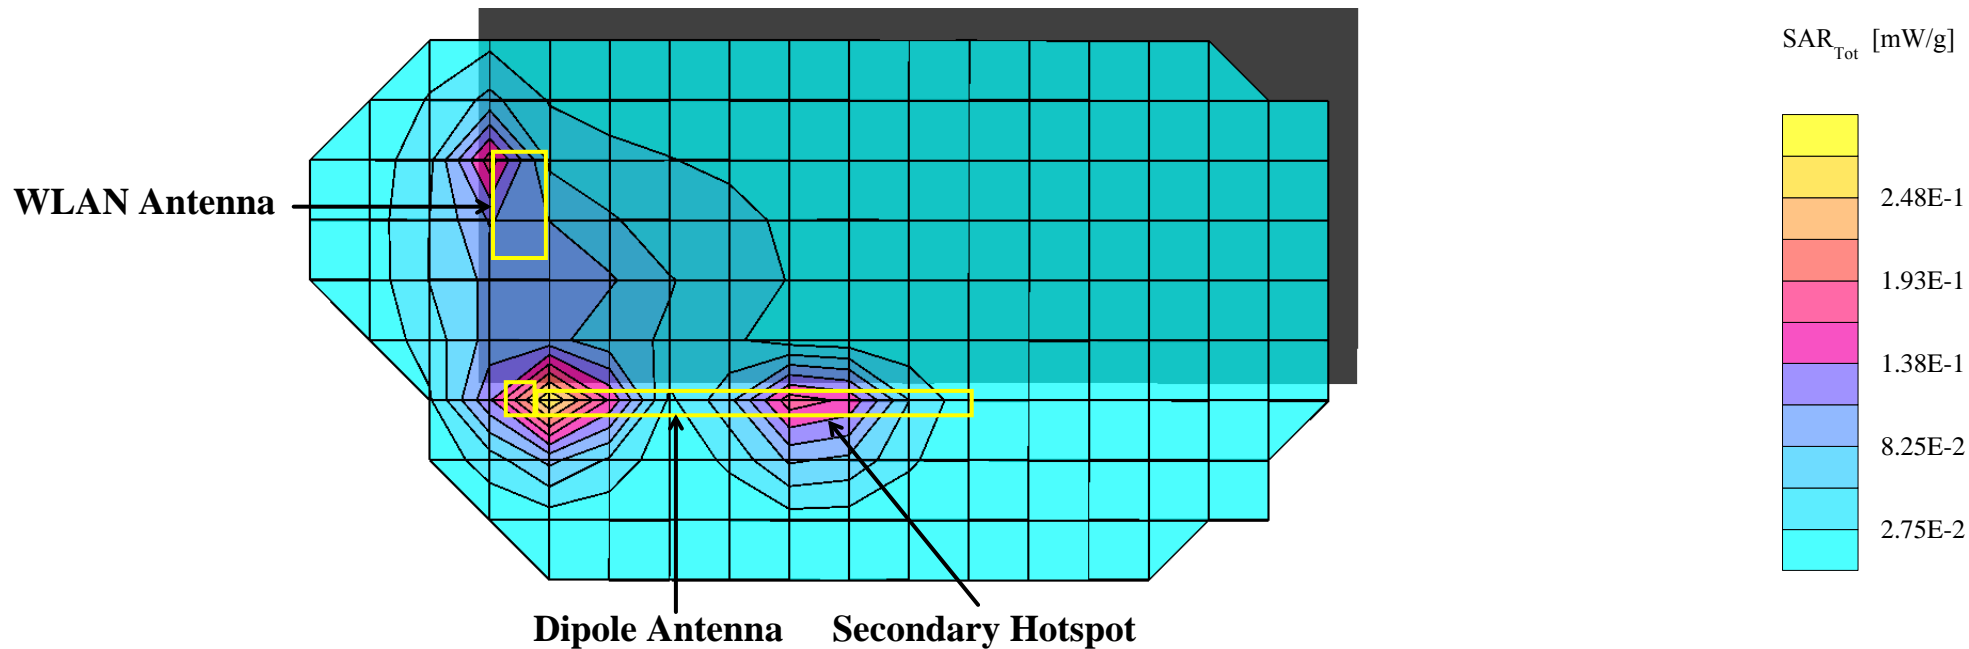 SAR_Tot [mW/g]
WLAN Antenna
2.48E-1
1.93E-1
1.38E-1
8.25E-2
2.75E-2
Dipole Antenna
Secondary Hotspot